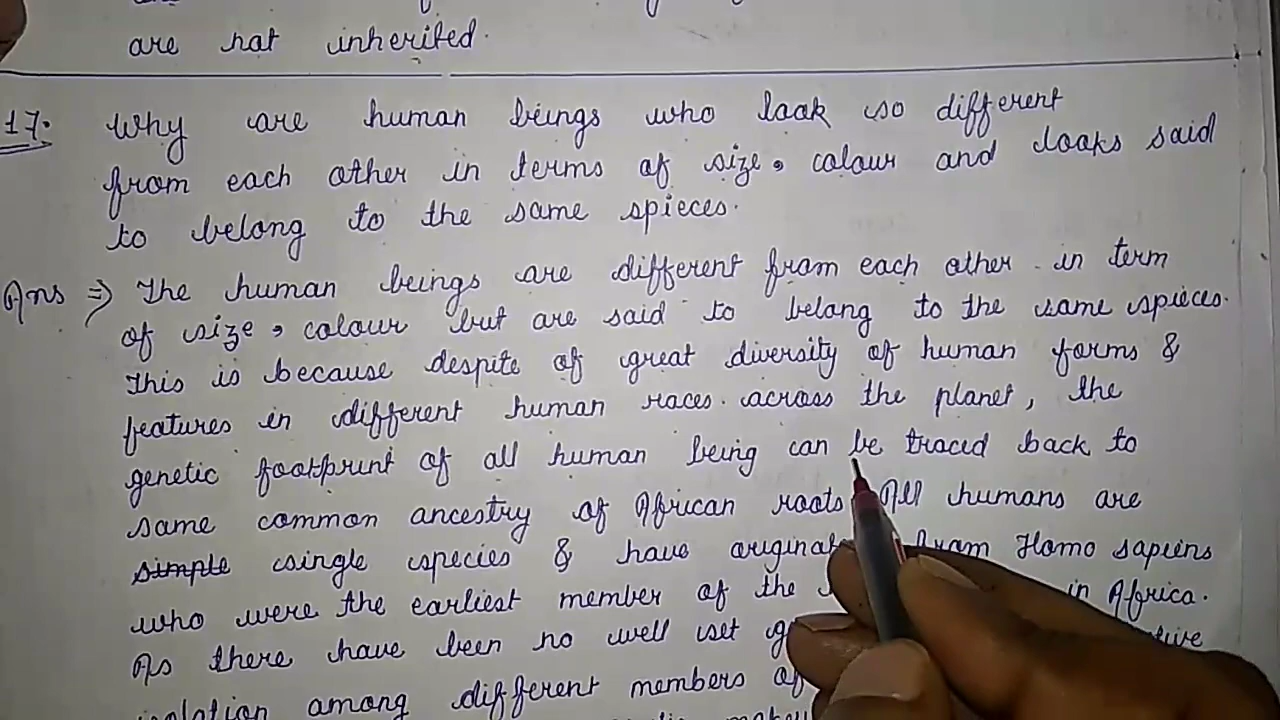 are not inherited.
17. Why are human beings who look so different
from each other in terms of size, colour and looks said
to belong to the same spieces.
Ans ⇒ The human beings are different from each other in term
of size, colour but are said to belong to the same spieces.
This is because despite of great diversity of human forms &
features in different human races across the planet, the
genetic footprint of all human being can be traced back to
same common ancestry of African roots All humans are
simple single species & have from Homo sapiens
who were the earliest member of the in Africa.
As there have been no well set
among different members of